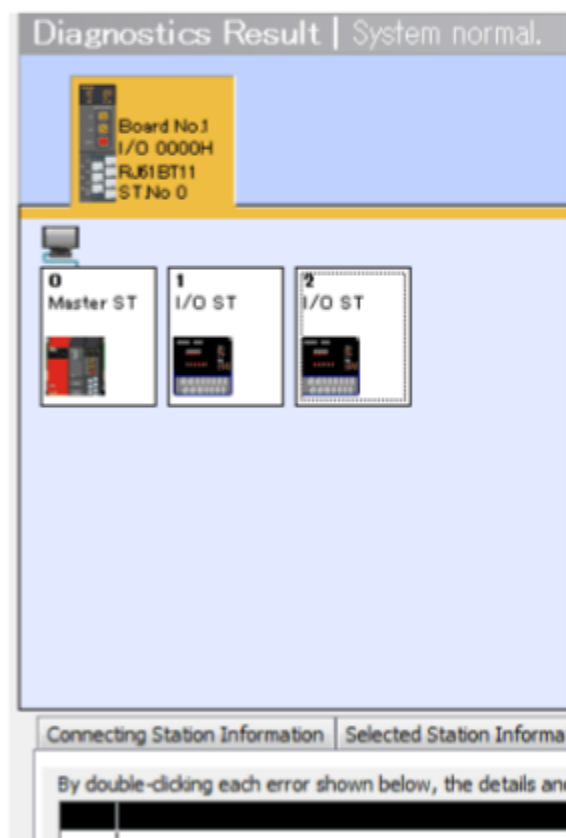 Diagnostics Result | System normal.
Board No.1
I/O 0000H
RJ61BT11
ST.No 0
0
Master ST
1
I/O ST
2
I/O ST
Connecting Station Information
Selected Station Informa
By double-clicking each error shown below, the details and